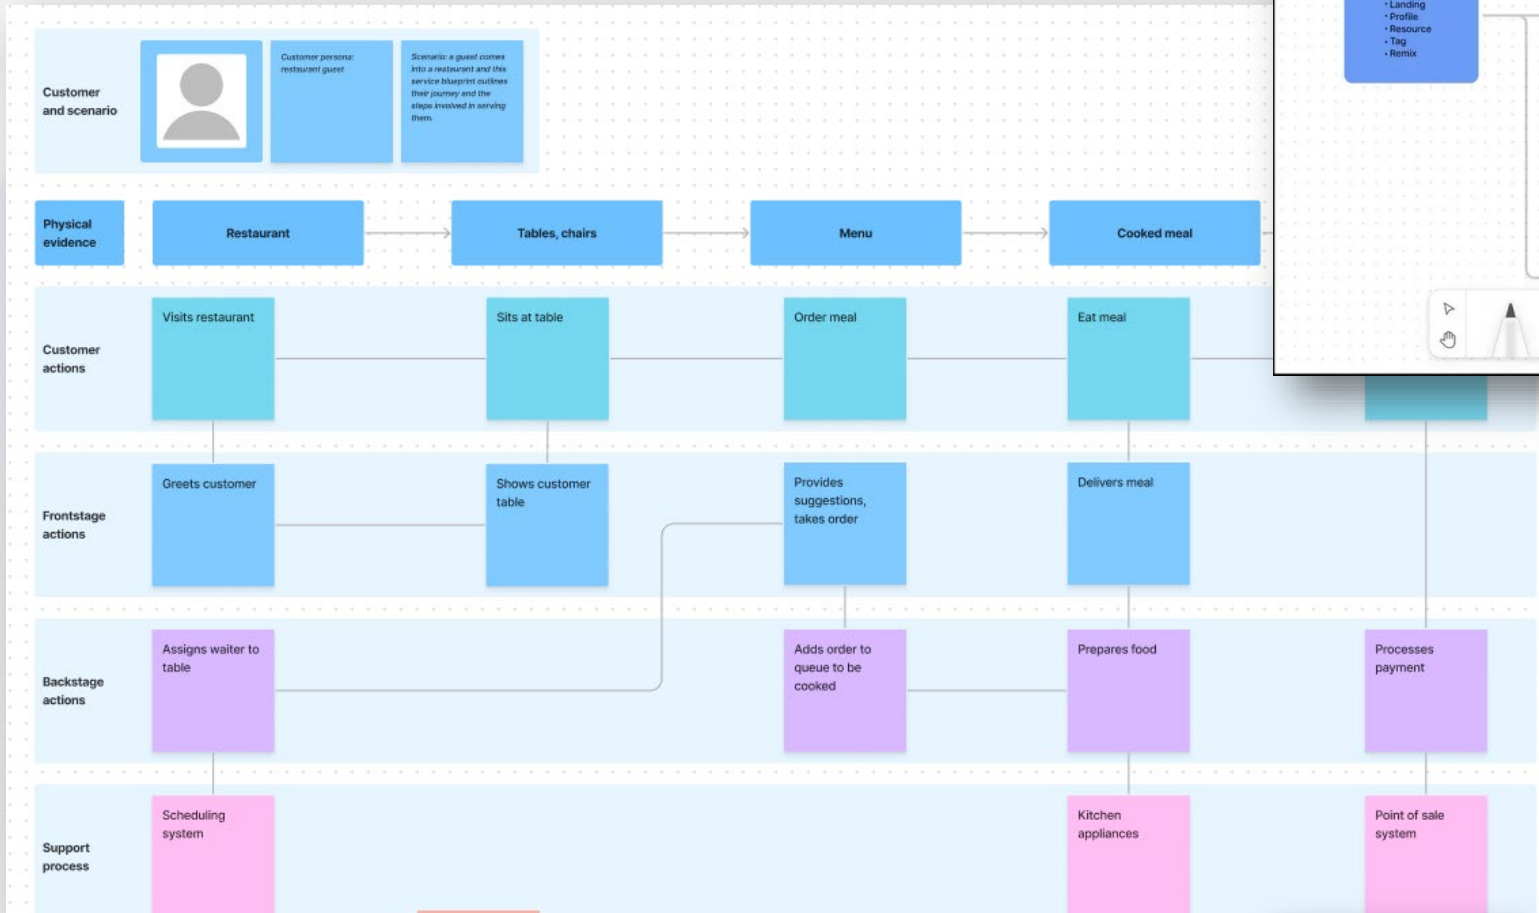 • Landing
• Profile
• Resource
• Tag
• Remix
Customer
and scenario
Customer persona:
restaurant guest
Scenario: a guest comes
into a restaurant and this
service blueprint outlines
their journey and the
steps involved in serving
them.
Physical
evidence
Restaurant
Tables, chairs
Menu
Cooked meal
Customer
actions
Visits restaurant
Sits at table
Order meal
Eat meal
Frontstage
actions
Greets customer
Shows customer
table
Provides
suggestions,
takes order
Delivers meal
Backstage
actions
Assigns waiter to
table
Adds order to
queue to be
cooked
Prepares food
Processes
payment
Support
process
Scheduling
system
Kitchen
appliances
Point of sale
system